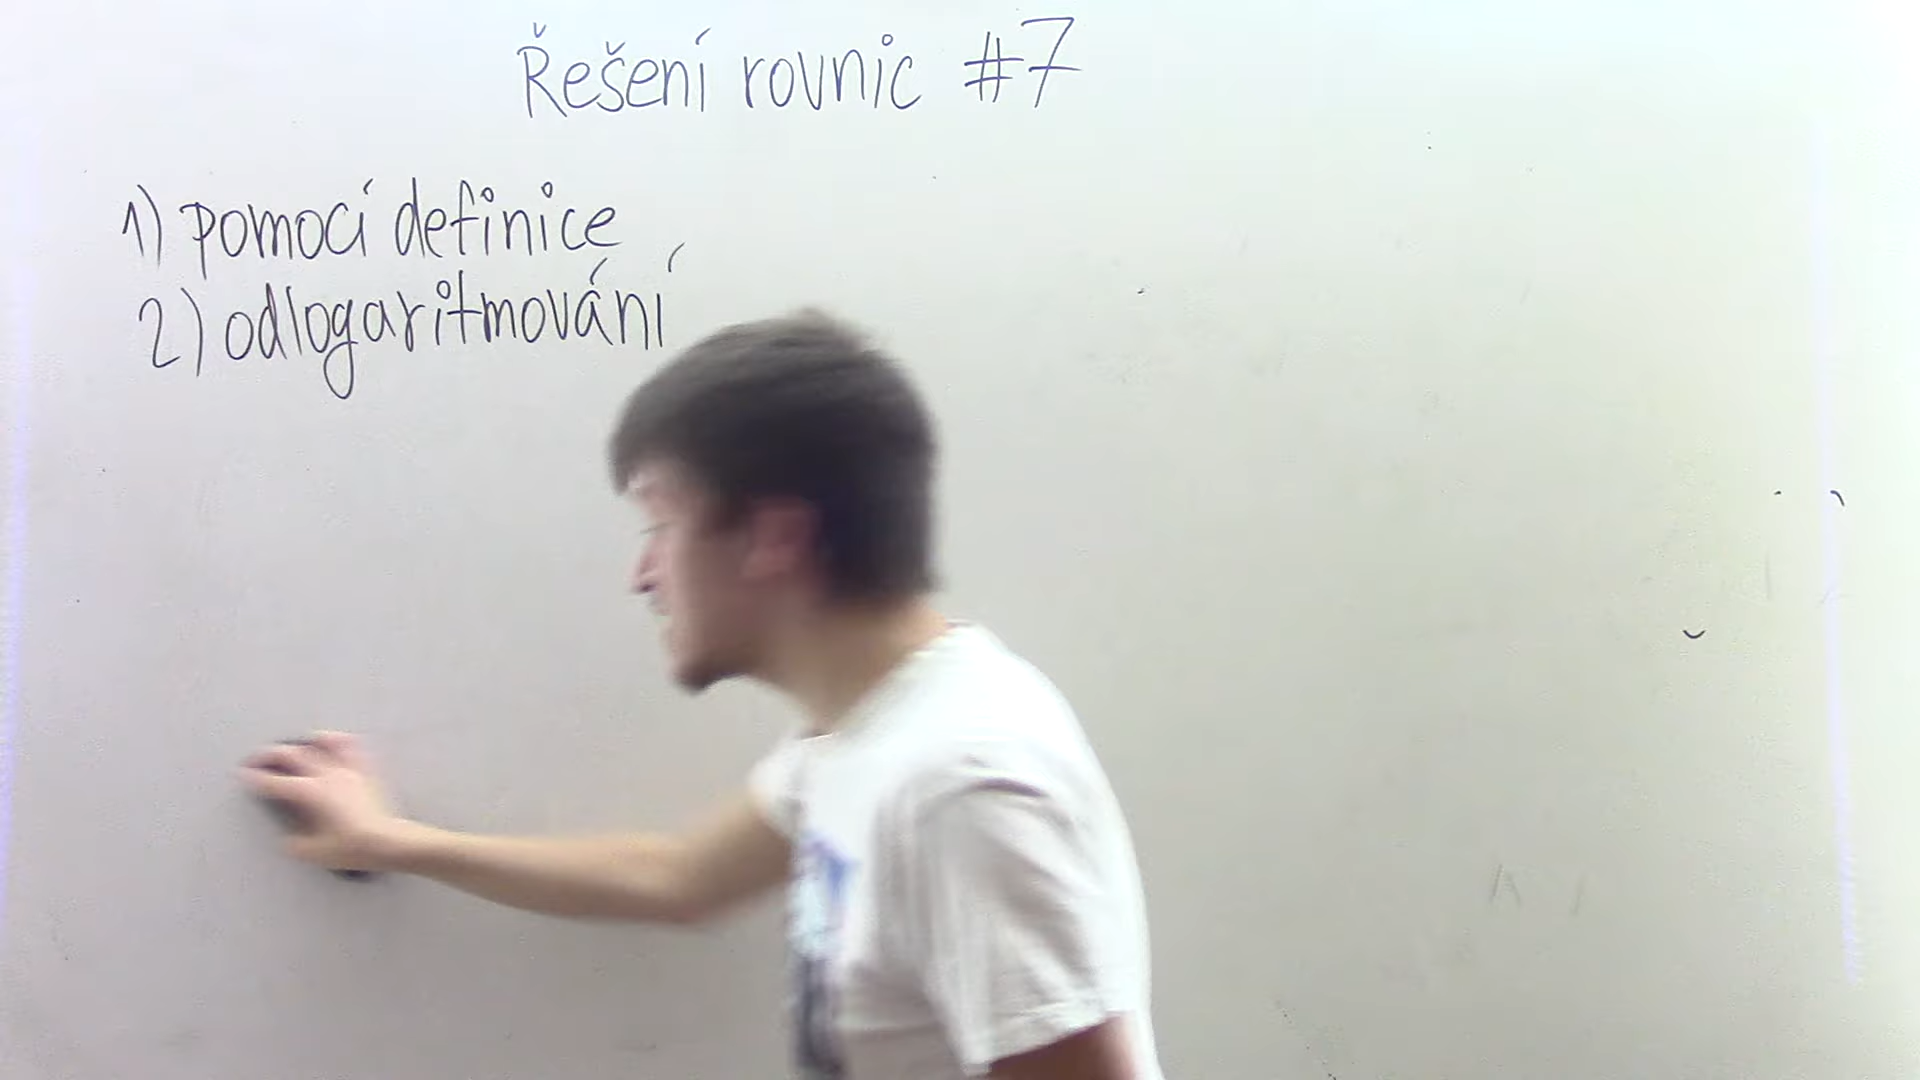 Řešení rovnic #7
1) pomocí definice
2) odlogaritmování